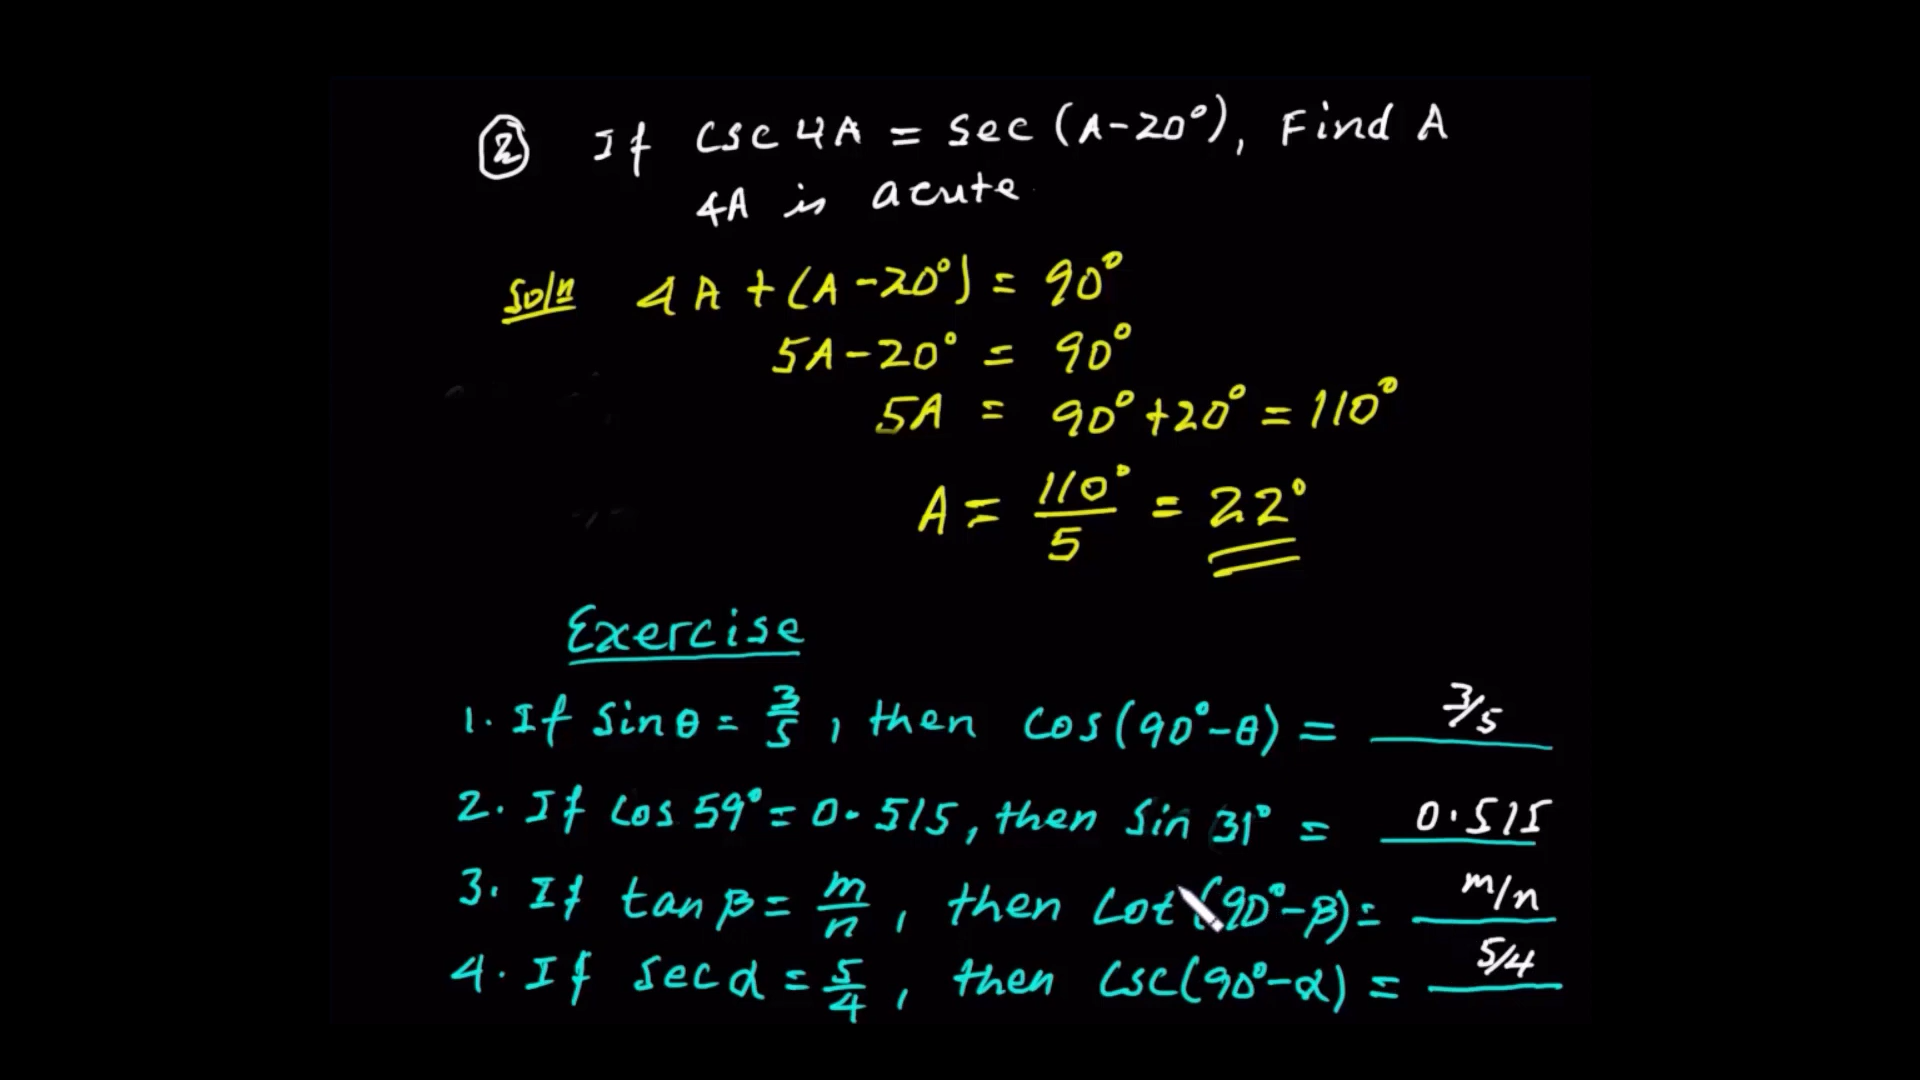 ② If csc 4A = sec (A-20°), Find A
4A is acute
Soln 4A + (A-20°) = 90°
5A-20° = 90°
5A = 90°+20° = 110°
A = 110°/5 = 22°
Exercise
1. If sinθ = 3/5, then cos(90°-θ) = 3/5
2. If cos 59° = 0.515, then sin 31° = 0.515
3. If tan β = m/n, then cot(90°-β) = m/n
4. If sec α = 5/4, then csc(90°-α) = 5/4